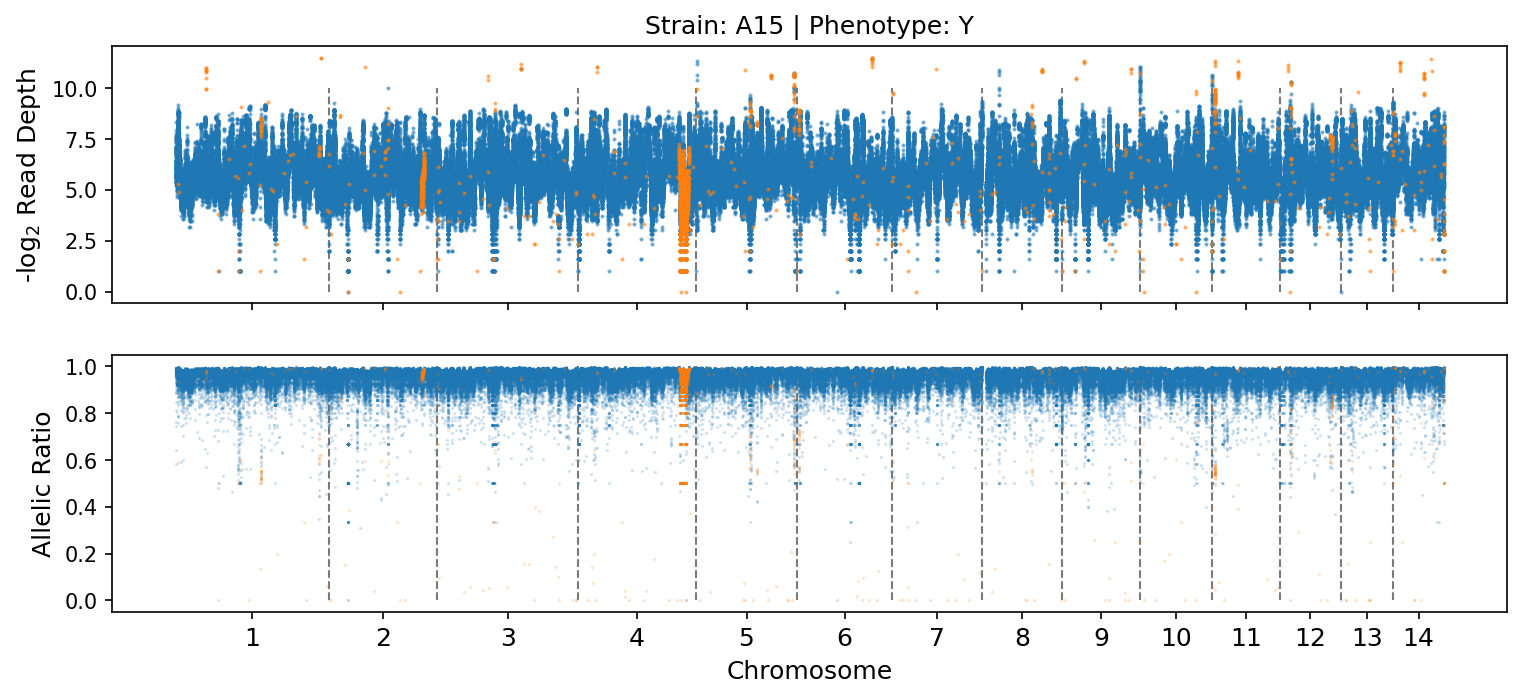 Strain: A15 | Phenotype: Y
-log₂ Read Depth
10.0
7.5
5.0
2.5
0.0
Allelic Ratio
1.0
0.8
0.6
0.4
0.2
0.0
1 2 3 4 5 6 7 8 9 10 11 12 13 14
Chromosome